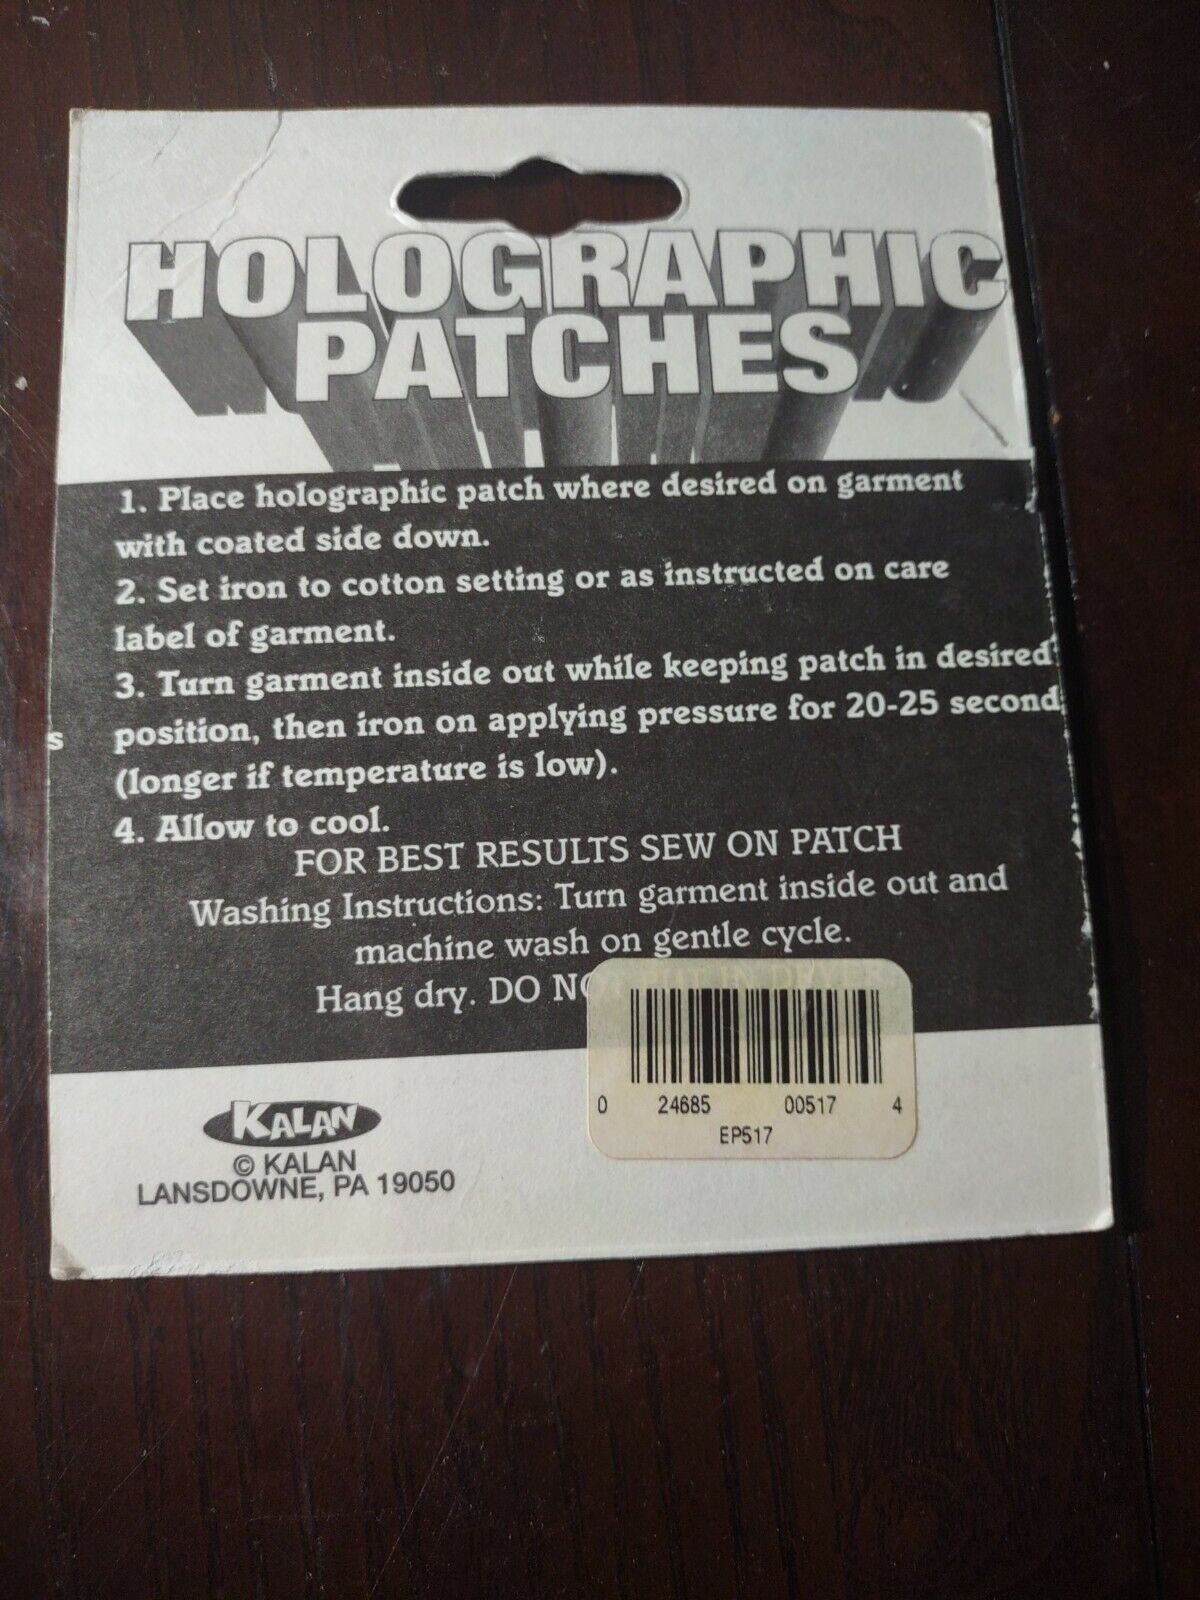 HOLOGRAPHIC
PATCHES
1. Place holographic patch where desired on garment
with coated side down.
2. Set iron to cotton setting or as instructed on care
label of garment.
3. Turn garment inside out while keeping patch in desired
s position, then iron on applying pressure for 20-25 second
(longer if temperature is low).
4. Allow to cool.
FOR BEST RESULTS SEW ON PATCH
Washing Instructions: Turn garment inside out and
machine wash on gentle cycle.
Hang dry. DO NOT PUT IN DRYER
0 24685 00517 4
EP517
KALAN
© KALAN
LANSDOWNE, PA 19050